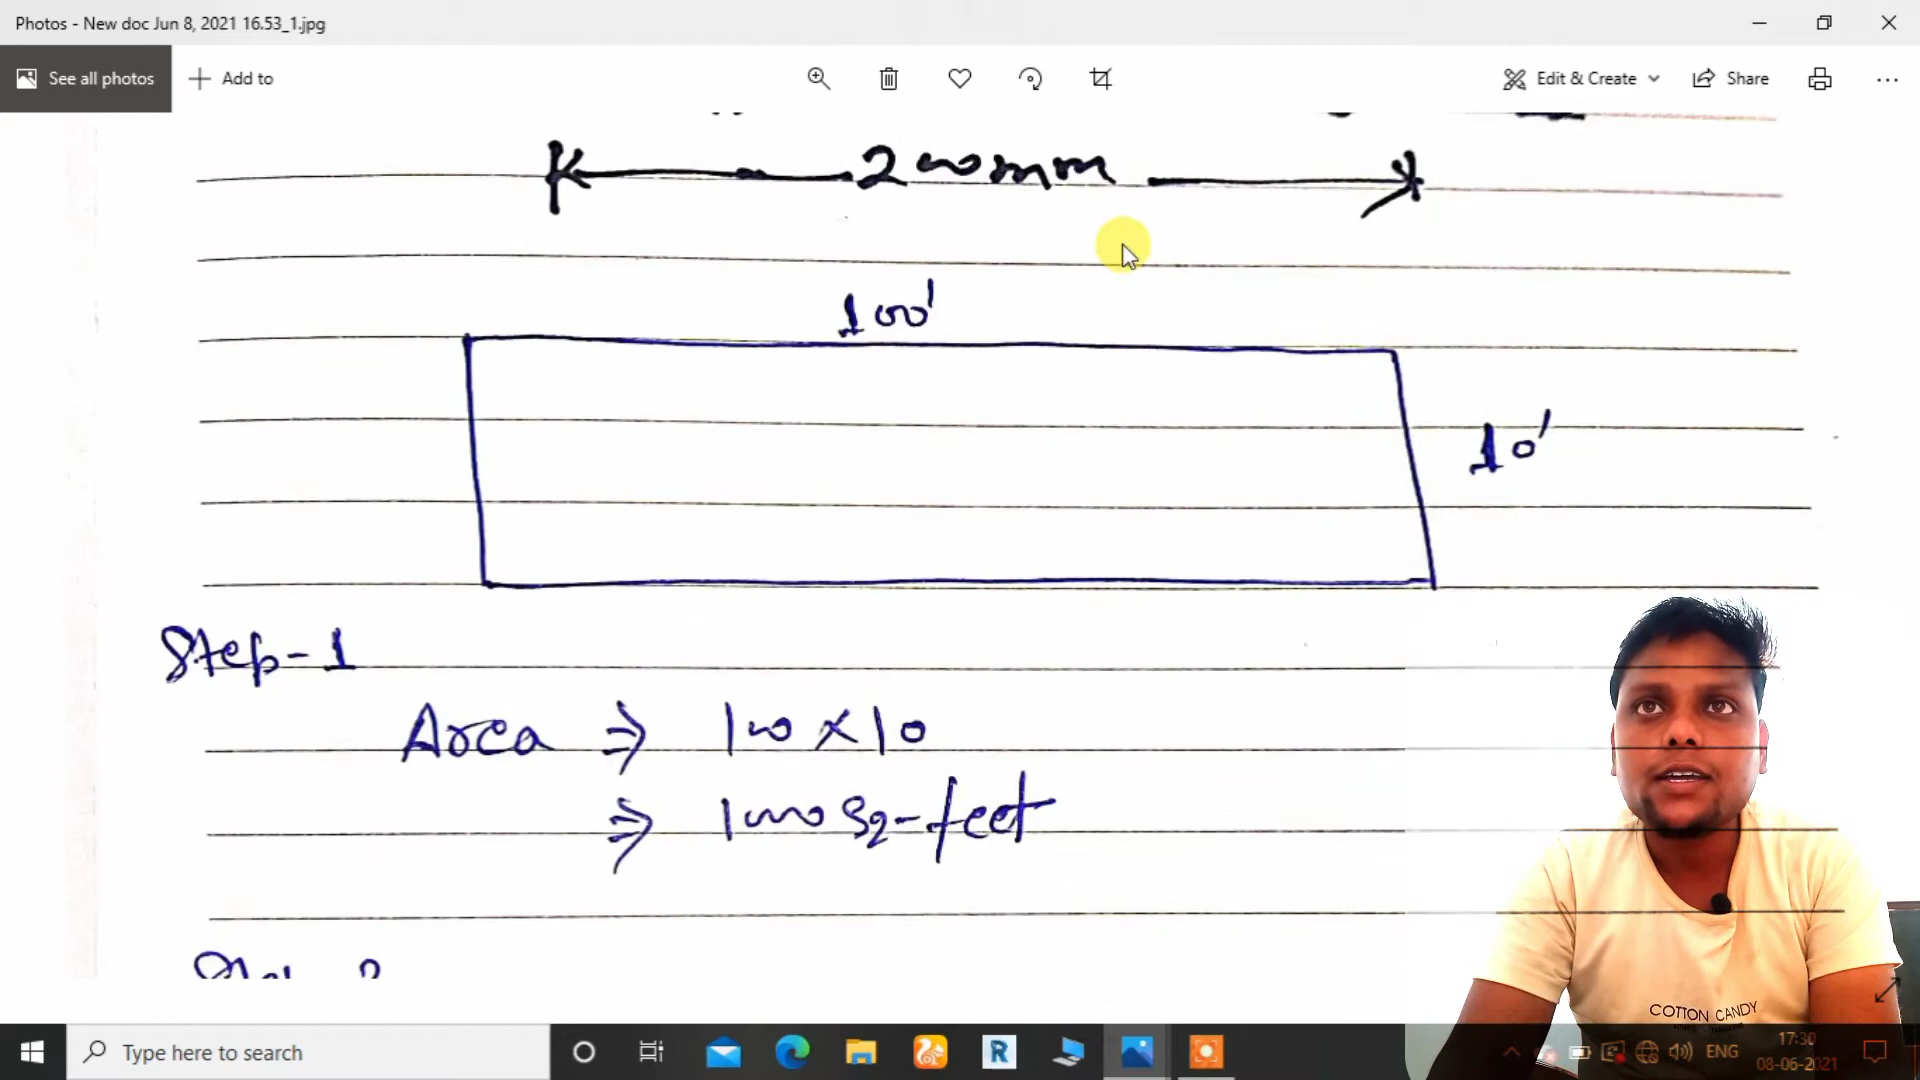 Photos - New doc Jun 8, 2021 16.53_1.jpg
See all photos
Add to
Edit & Create
Share
200mm
100'
10'
Step-1
Area ⇒ 100 x 10
⇒ 1000 Sq-feet
COTTON CANDY
Type here to search
R
ENG
17:30
08-06-2021